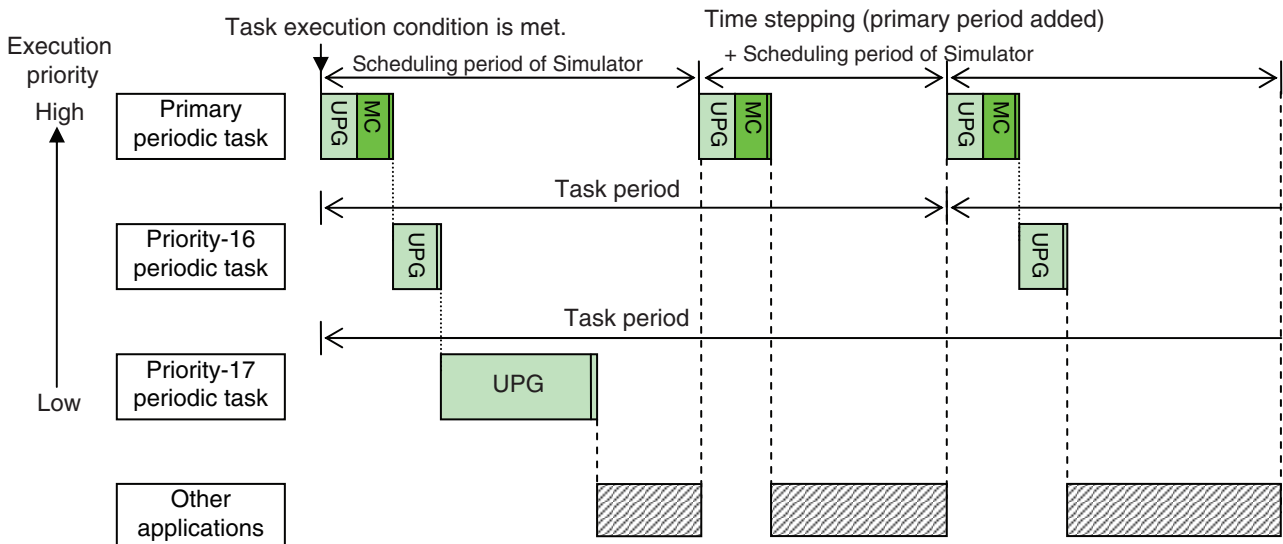 Task execution condition is met.
Time stepping (primary period added)
Execution
priority
High
Scheduling period of Simulator
+ Scheduling period of Simulator
Primary
periodic task
UPG
MC
UPG
MC
UPG
MC
Task period
Priority-16
periodic task
UPG
UPG
Task period
Priority-17
periodic task
UPG
Low
Other
applications